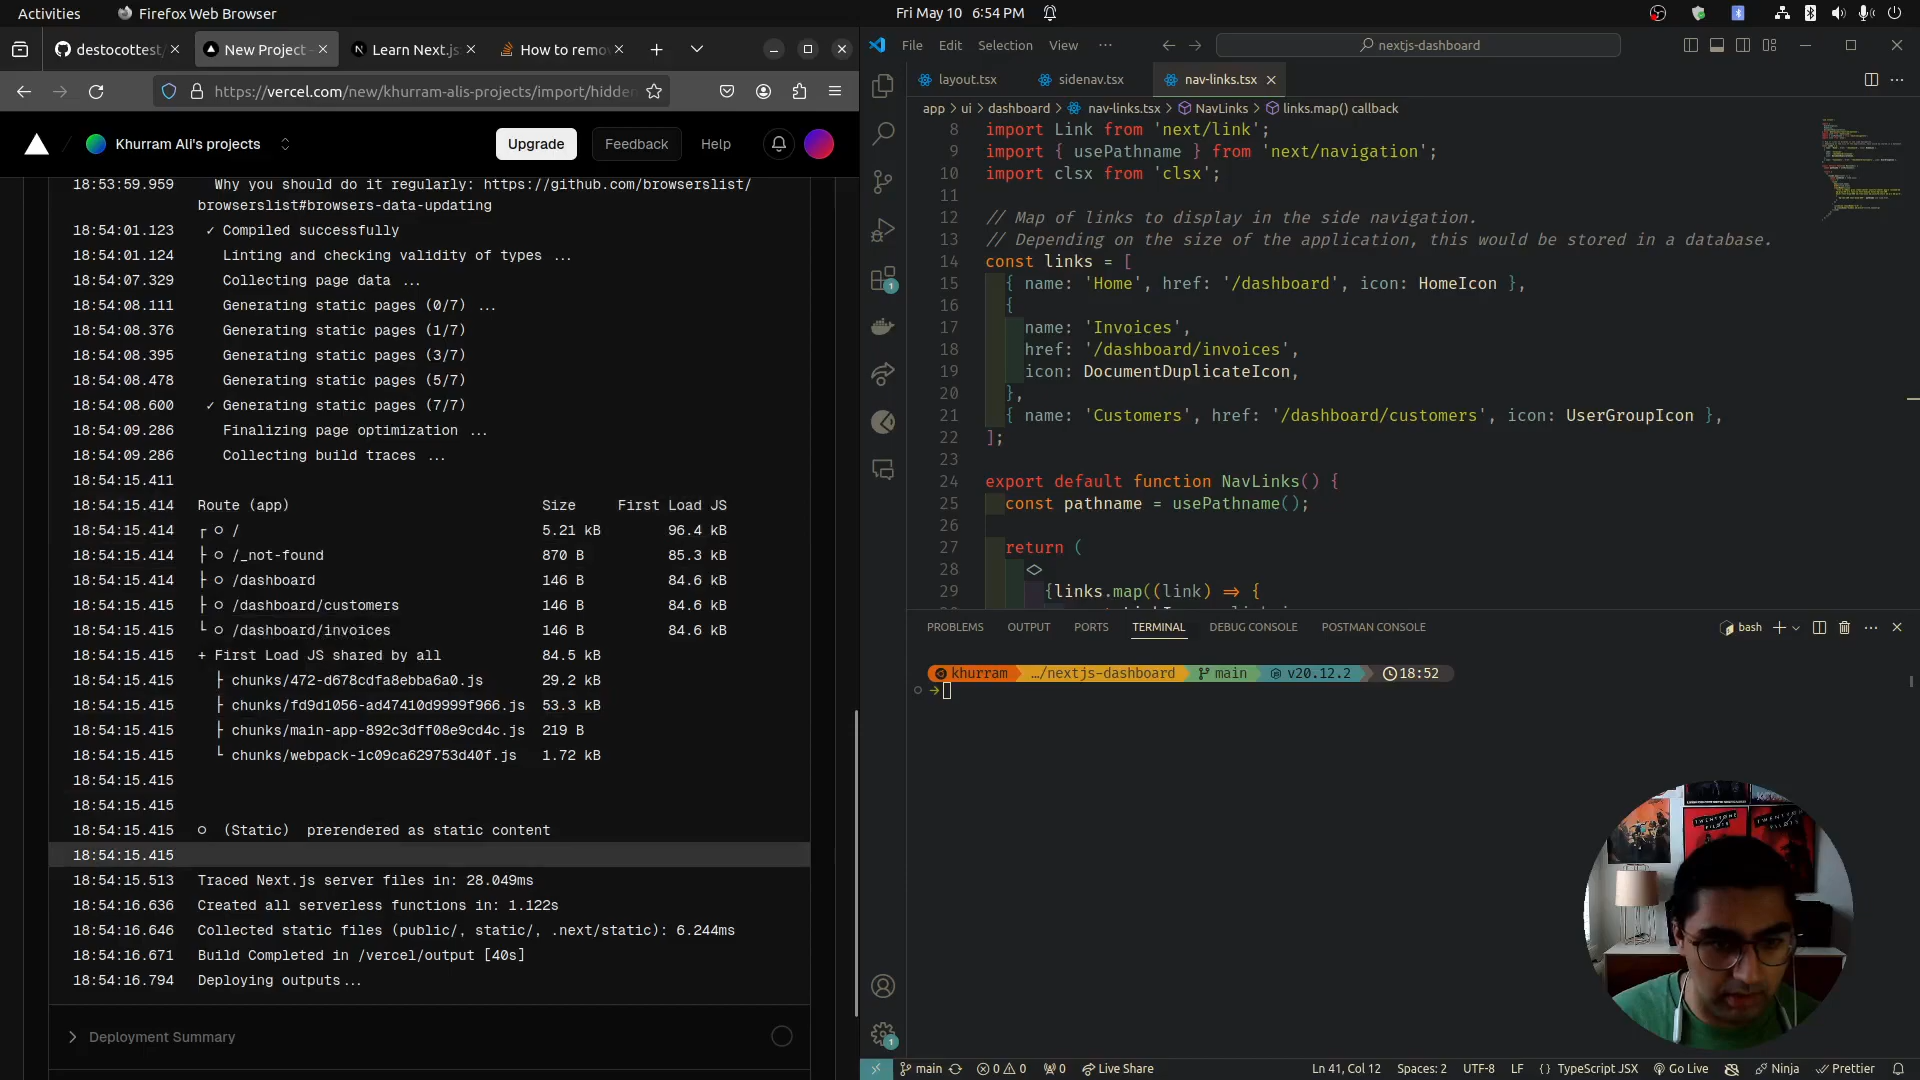 Activities
Firefox Web Browser
Fri May 10 6:54 PM
destocottest/
New Project
Learn Next.js
How to remo
https://vercel.com/new/khurram-alis-projects/import/hidden
Khurram Ali's projects
Upgrade
Feedback
Help
18:53:59.959 Why you should do it regularly: https://github.com/browserslist/
browserslist#browsers-data-updating
18:54:01.123 ✓ Compiled successfully
18:54:01.124 Linting and checking validity of types ...
18:54:07.329 Collecting page data ...
18:54:08.111 Generating static pages (0/7) ...
18:54:08.376 Generating static pages (1/7)
18:54:08.395 Generating static pages (3/7)
18:54:08.478 Generating static pages (5/7)
18:54:08.600 ✓ Generating static pages (7/7)
18:54:09.286 Finalizing page optimization ...
18:54:09.286 Collecting build traces ...
18:54:15.411
18:54:15.414 Route (app) Size First Load JS
18:54:15.414 ┌ ○ / 5.21 kB 96.4 kB
18:54:15.414 ├ ○ /_not-found 870 B 85.3 kB
18:54:15.414 ├ ○ /dashboard 146 B 84.6 kB
18:54:15.415 ├ ○ /dashboard/customers 146 B 84.6 kB
18:54:15.415 └ ○ /dashboard/invoices 146 B 84.6 kB
18:54:15.415 + First Load JS shared by all 84.5 kB
18:54:15.415 ├ chunks/472-d678cdfa8ebba6a0.js 29.2 kB
18:54:15.415 ├ chunks/fd9d1056-ad47410d9999f966.js 53.3 kB
18:54:15.415 ├ chunks/main-app-892c3dff08e9cd4c.js 219 B
18:54:15.415 └ chunks/webpack-1c09ca629753d40f.js 1.72 kB
18:54:15.415
18:54:15.415
18:54:15.415 ○ (Static) prerendered as static content
18:54:15.415
18:54:15.513 Traced Next.js server files in: 28.049ms
18:54:16.636 Created all serverless functions in: 1.122s
18:54:16.646 Collected static files (public/, static/, .next/static): 6.244ms
18:54:16.671 Build Completed in /vercel/output [40s]
18:54:16.794 Deploying outputs...
Deployment Summary
File Edit Selection View ···
nextjs-dashboard
layout.tsx
sidenav.tsx
nav-links.tsx
app > ui > dashboard > nav-links.tsx > NavLinks > links.map() callback
8 import Link from 'next/link';
9 import { usePathname } from 'next/navigation';
10 import clsx from 'clsx';
11
12 // Map of links to display in the side navigation.
13 // Depending on the size of the application, this would be stored in a database.
14 const links = [
15 { name: 'Home', href: '/dashboard', icon: HomeIcon },
16 {
17 name: 'Invoices',
18 href: '/dashboard/invoices',
19 icon: DocumentDuplicateIcon,
20 },
21 { name: 'Customers', href: '/dashboard/customers', icon: UserGroupIcon },
22 ];
23
24 export default function NavLinks() {
25 const pathname = usePathname();
26
27 return (
28 <>
29 {links.map((link) => {
PROBLEMS OUTPUT PORTS TERMINAL DEBUG CONSOLE POSTMAN CONSOLE
bash
khurram …/nextjs-dashboard main v20.12.2 18:52
TWENTY ONE PILOTS
main 0 0 0 Live Share
Ln 41, Col 12 Spaces: 2 UTF-8 LF {} TypeScript JSX Go Live Ninja Prettier